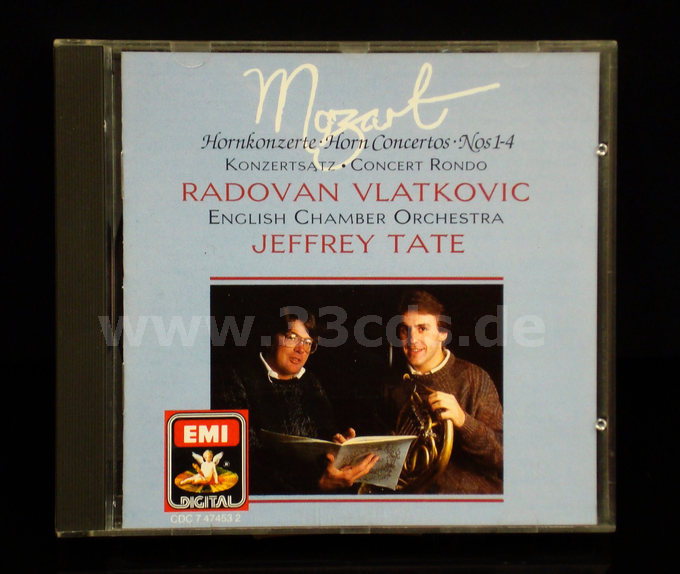 Mozart
Hornkonzerte · Horn Concertos · Nos 1-4
KONZERTSATZ · CONCERT RONDO
RADOVAN VLATKOVIC
ENGLISH CHAMBER ORCHESTRA
JEFFREY TATE
www.33cds.de
EMI
DIGITAL
CDC 7 47453 2